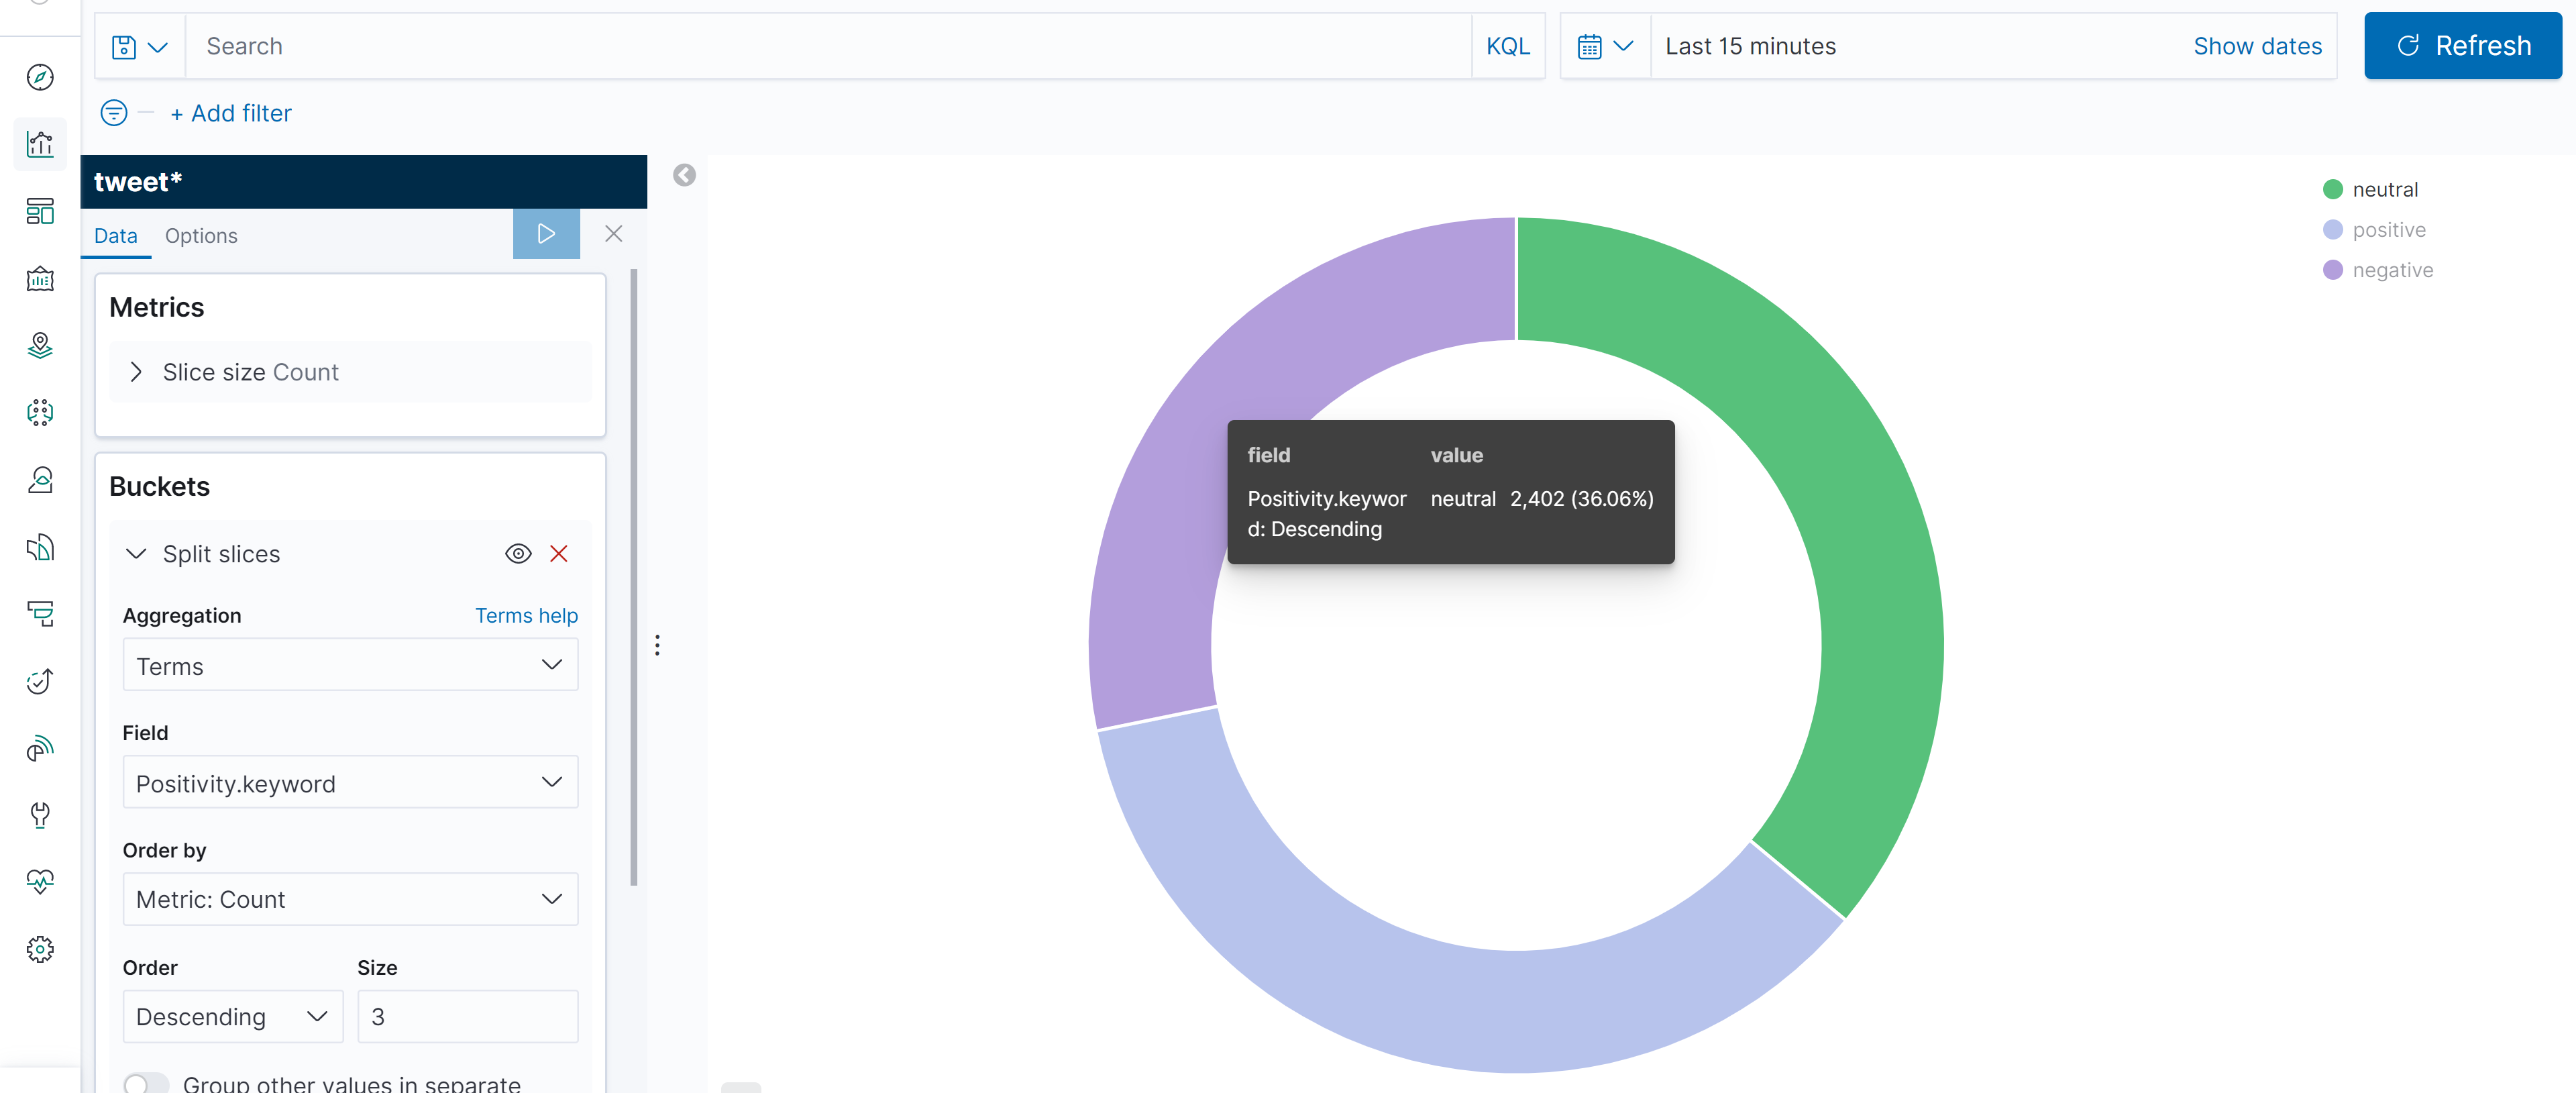 Search
KQL
Last 15 minutes
Show dates
Refresh
+ Add filter
tweet*
Data
Options
Metrics
Slice size Count
Buckets
Split slices
Aggregation
Terms help
Terms
Field
Positivity.keyword
Order by
Metric: Count
Order
Size
Descending
3
Group other values in separate
field value
Positivity.keywor neutral 2,402 (36.06%)
d: Descending
neutral
positive
negative